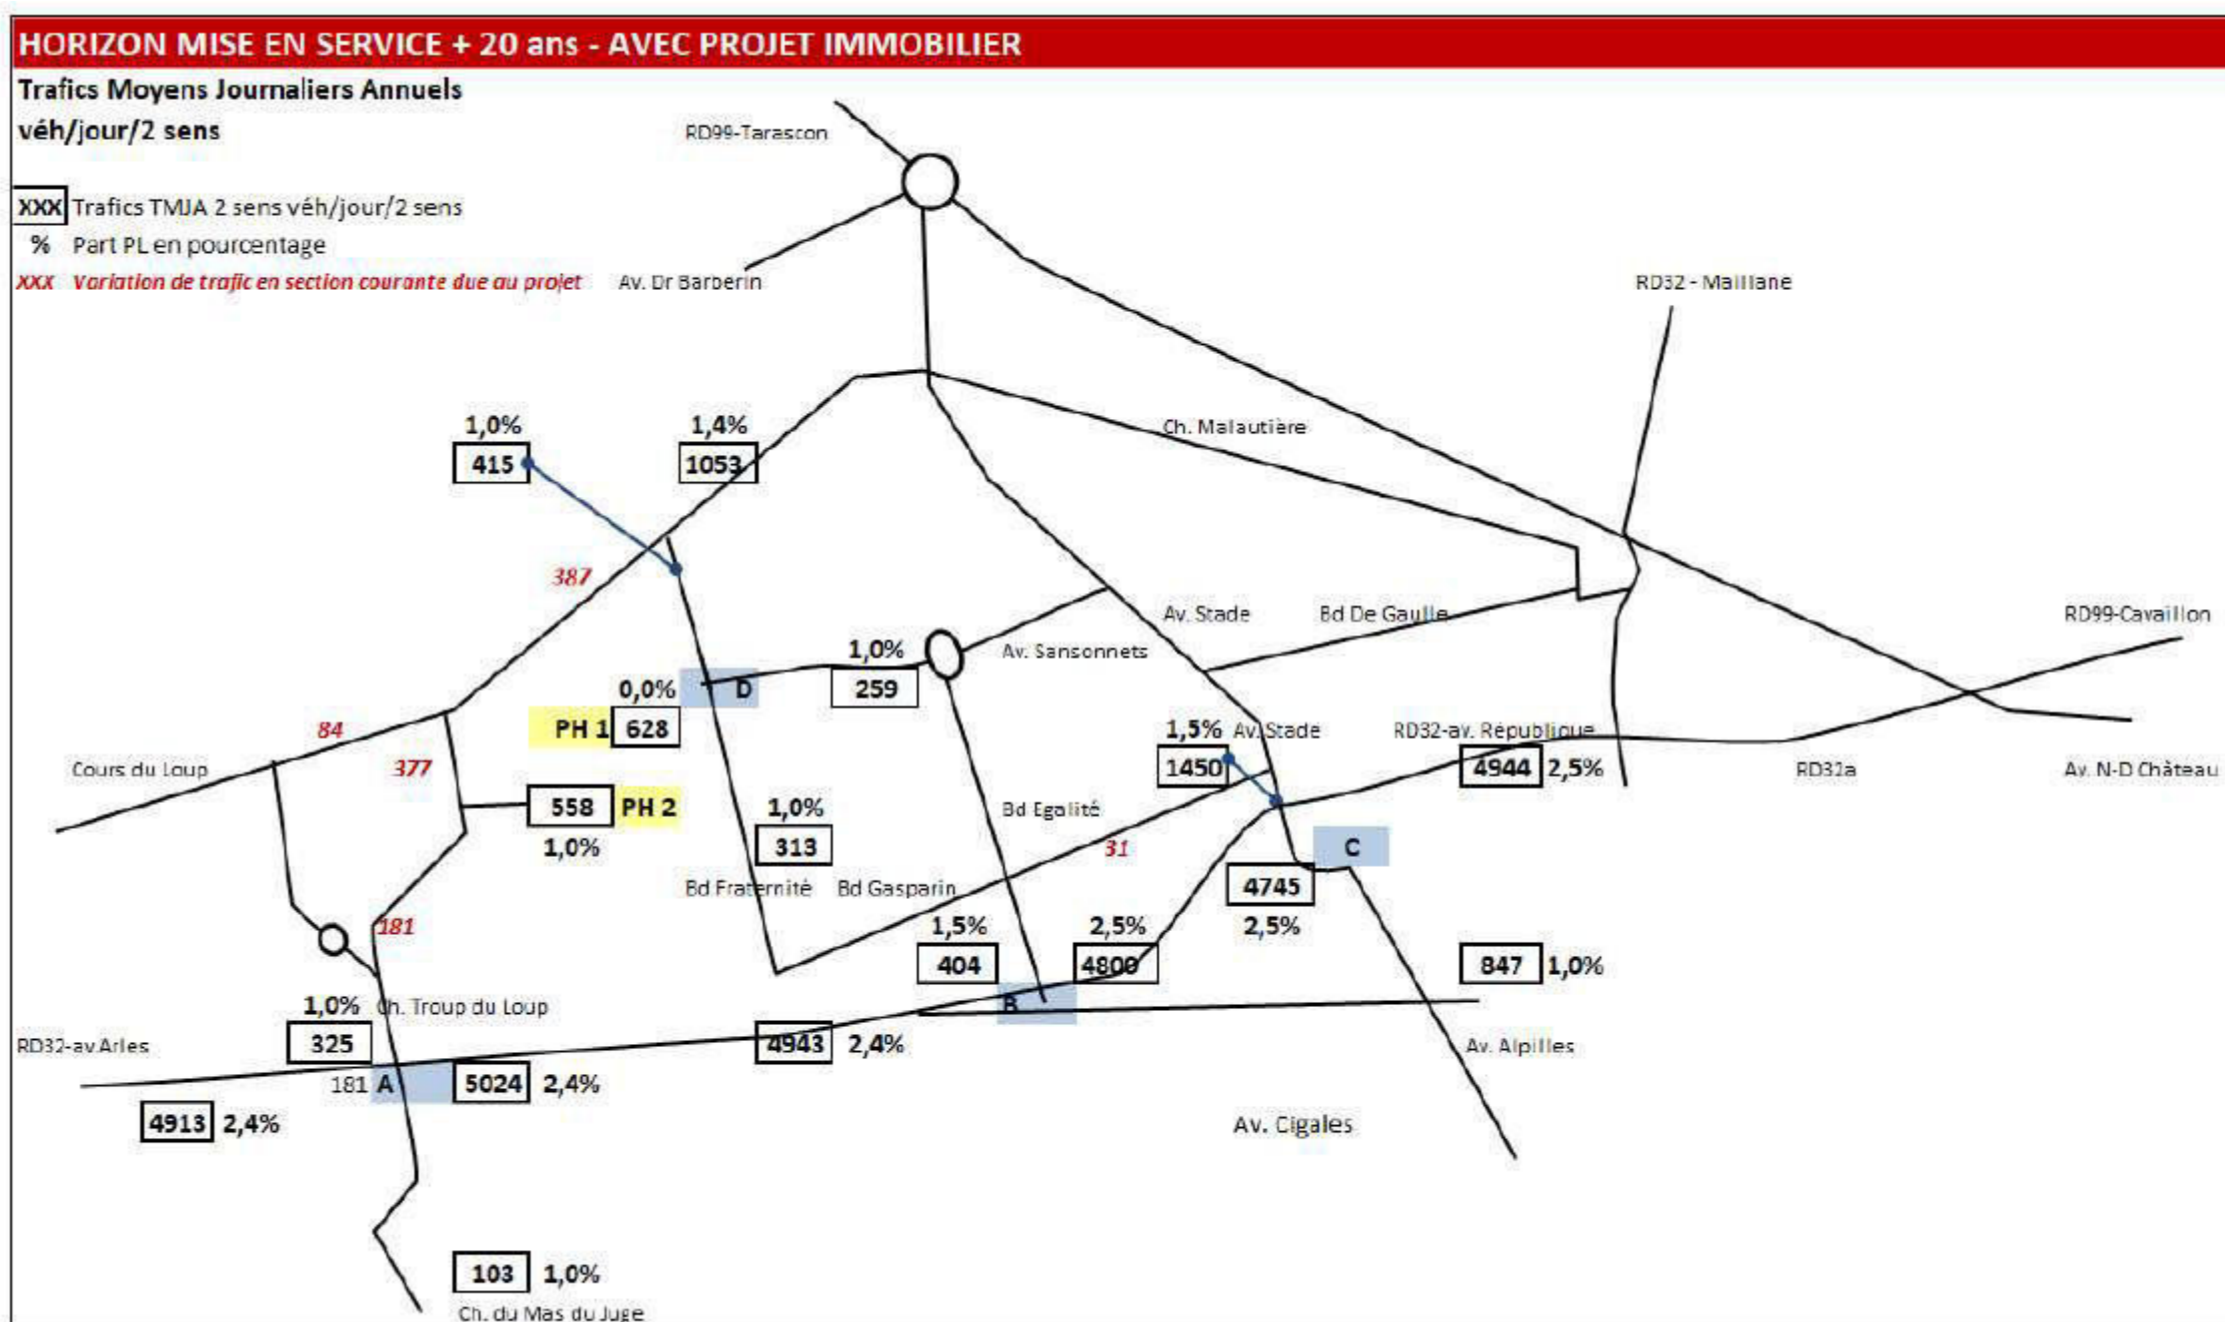 HORIZON MISE EN SERVICE + 20 ans - AVEC PROJET IMMOBILIER
Trafics Moyens Journaliers Annuels
véh/jour/2 sens
RD99-Tarascon
XXX Trafics TMJA 2 sens véh/jour/2 sens
% Part PL en pourcentage
XXX Variation de trafic en section courante due au projet
Av. Dr Barberin
RD32 - Maillane
1,0%
1,4%
Ch. Malautière
415
1053
387
Av. Stade
Bd De Gaulle
RD99-Cavaillon
1,0%
Av. Sansonnets
0,0%
D
259
84
PH 1
628
1,5%
Av. Stade
RD32-av. République
Cours du Loup
377
1450
4944 2,5%
RD32a
Av. N-D Château
558
PH 2
1,0%
Bd Egalité
1,0%
313
31
C
Bd Fraternité
Bd Gasparin
4745
181
1,5%
2,5%
2,5%
404
4800
847 1,0%
1,0%
Ch. Troup du Loup
B
RD32-av.Arles
325
4943 2,4%
Av. Alpilles
181
A
5024 2,4%
4913 2,4%
Av. Cigales
103 1,0%
Ch. du Mas du Juge